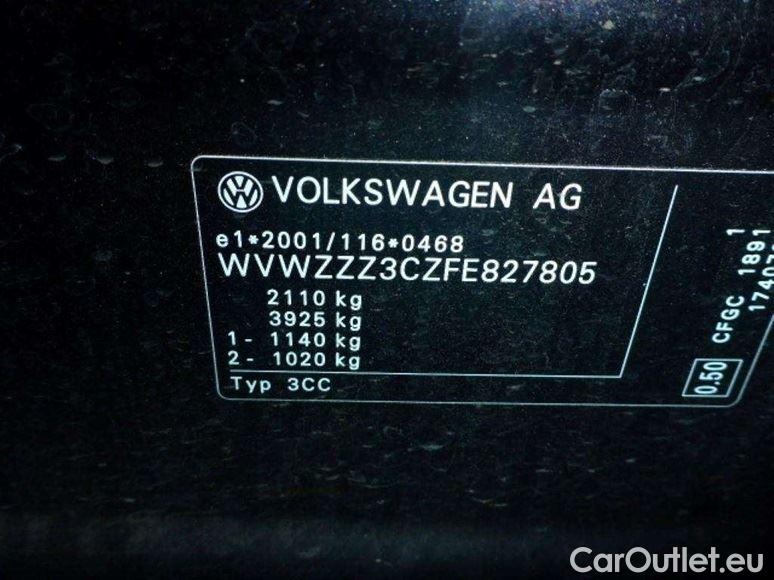 VOLKSWAGEN AG
e1*2001/116*0468
WVWZZZ3CZFE827805
2110 kg
3925 kg
1- 1140 kg
2- 1020 kg
Typ 3CC
0.50
CFGC 1891 1
CarOutlet.eu